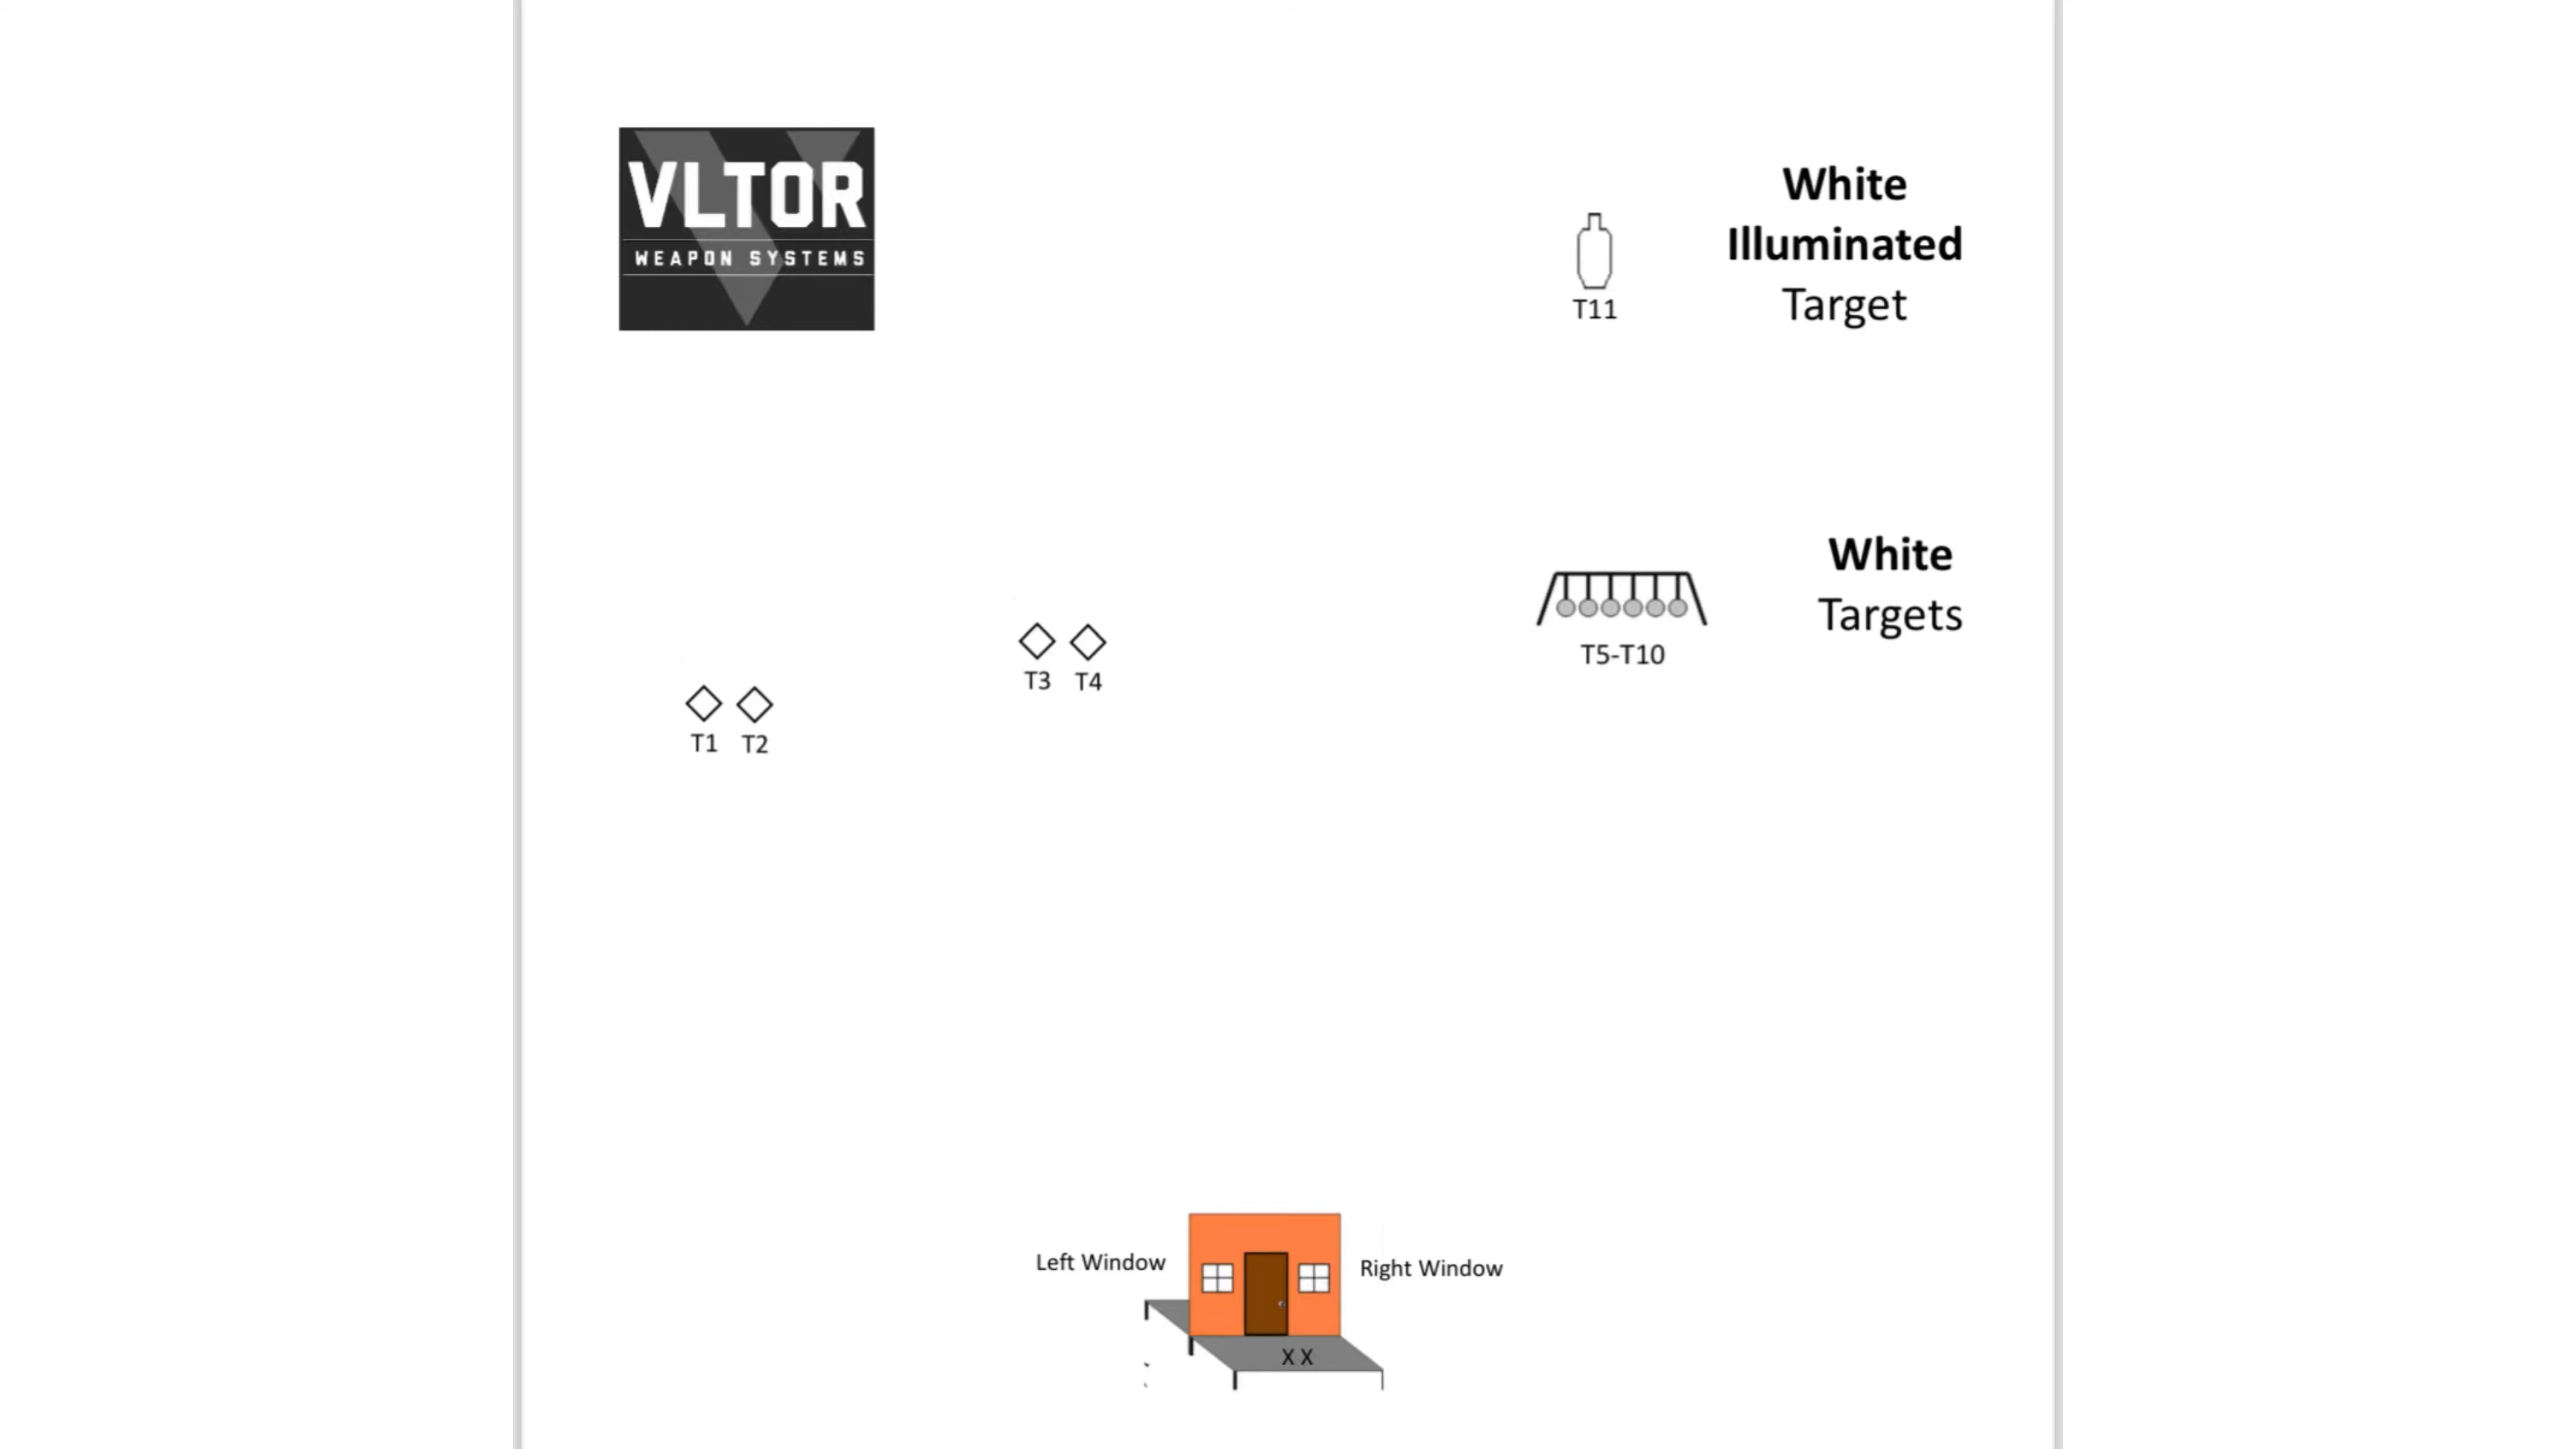 VLTOR
WEAPON SYSTEMS
White
Illuminated
Target
T11
White
Targets
T5-T10
T3 T4
T1 T2
Left Window
Right Window
X X